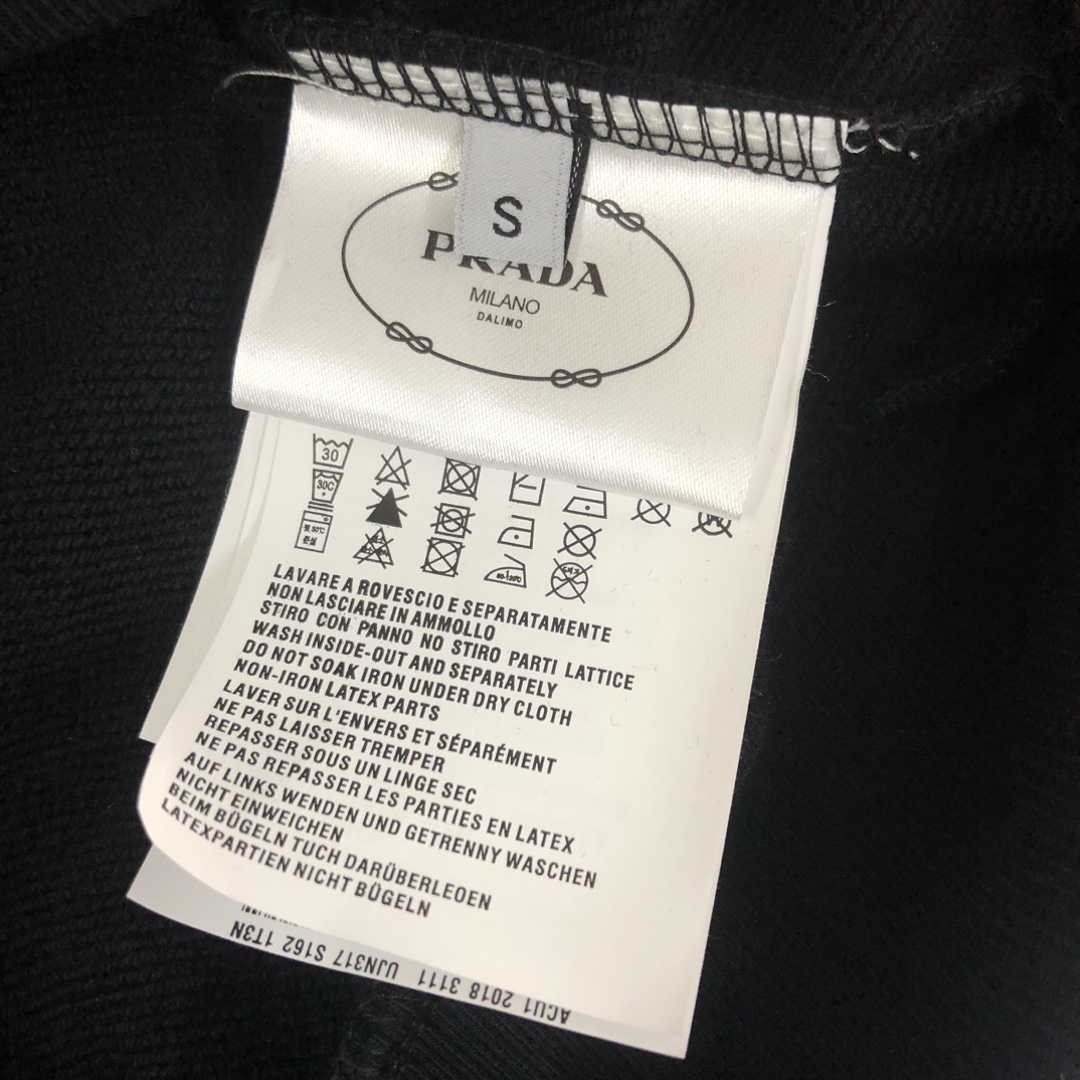 S
PRADA
MILANO
DALIMO
30
30C
LAVARE A ROVESCIO E SEPARATAMENTE
NON LASCIARE IN AMMOLLO
STIRO CON PANNO NO STIRO PARTI LATTICE
WASH INSIDE-OUT AND SEPARATELY
DO NOT SOAK IRON UNDER DRY CLOTH
NON-IRON LATEX PARTS
LAVER SUR L'ENVERS ET SÉPARÉMENT
NE PAS LAISSER TREMPER
REPASSER SOUS UN LINGE SEC
NE PAS REPASSER LES PARTIES EN LATEX
AUF LINKS WENDEN UND GETRENNY WASCHEN
NICHT EINWEICHEN
BEIM BÜGELN TUCH DARÜBERLEOEN
LATEXPARTIEN NICHT BÜGELN
ACU1 2018 3111 UJN317 S162 1T3N